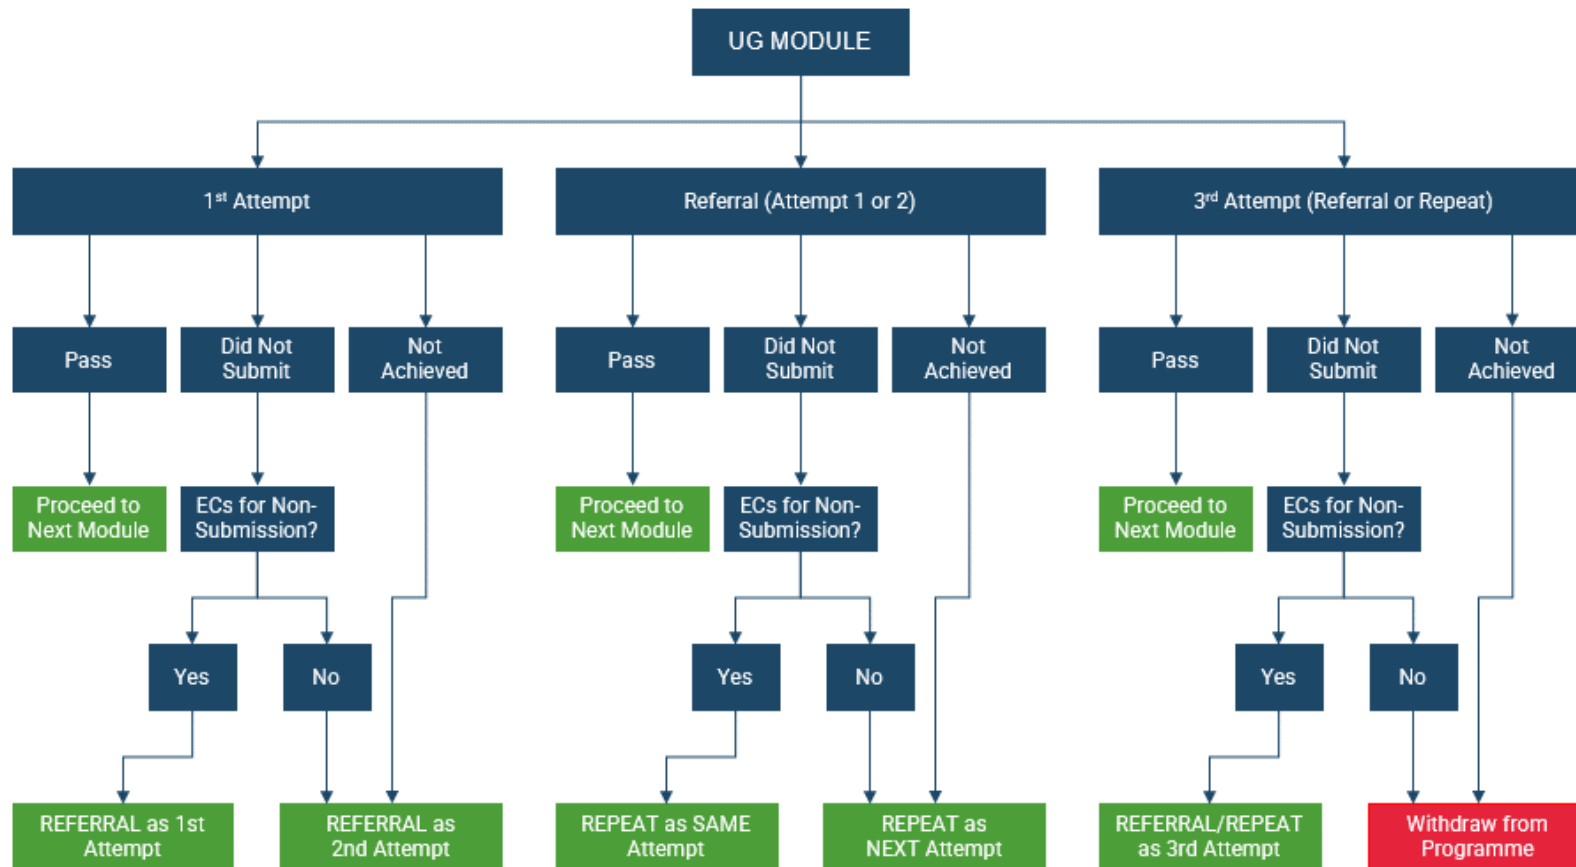 UG MODULE
1st Attempt
Referral (Attempt 1 or 2)
3rd Attempt (Referral or Repeat)
Pass
Did Not
Submit
Not
Achieved
Pass
Did Not
Submit
Not
Achieved
Pass
Did Not
Submit
Not
Achieved
Proceed to
Next Module
ECs for Non-
Submission?
Proceed to
Next Module
ECs for Non-
Submission?
Proceed to
Next Module
ECs for Non-
Submission?
Yes
No
Yes
No
Yes
No
REFERRAL as 1st
Attempt
REFERRAL as
2nd Attempt
REPEAT as SAME
Attempt
REPEAT as
NEXT Attempt
REFERRAL/REPEAT
as 3rd Attempt
Withdraw from
Programme